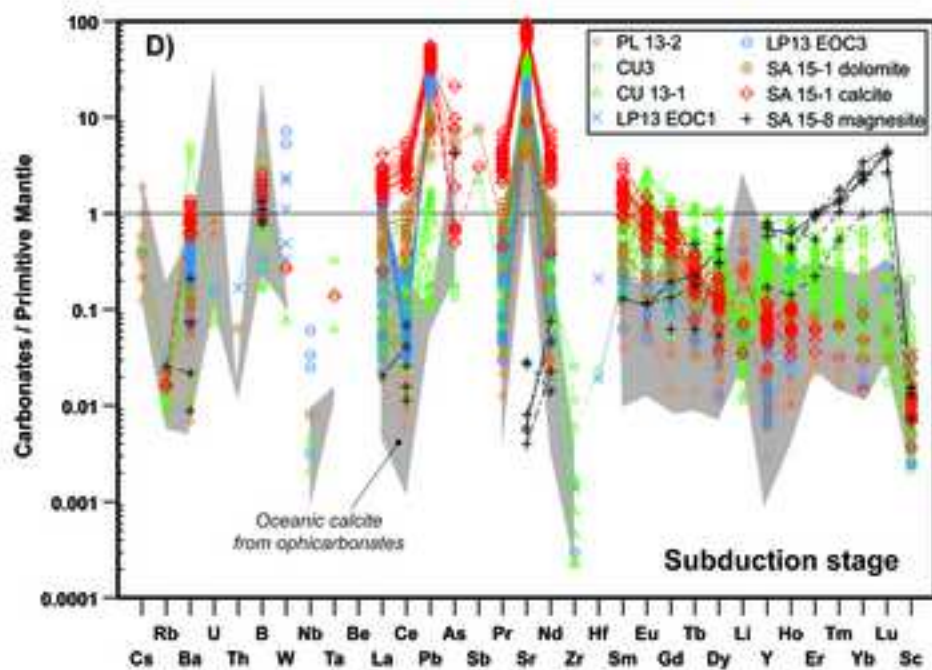 D)
100
10
1
0.1
0.01
0.001
0.0001
Carbonates / Primitive Mantle
PL 13-2
CU3
CU 13-1
LP13 EOC1
LP13 EOC3
SA 15-1 dolomite
SA 15-1 calcite
SA 15-8 magnesite
Oceanic calcite
from ophicarbonates
Subduction stage
Rb U B Nb Be Ce As Pr Nd Hf Eu Tb Li Ho Tm Lu
Cs Ba Th W Ta La Pb Sb Sr Zr Sm Gd Dy Y Er Yb Sc